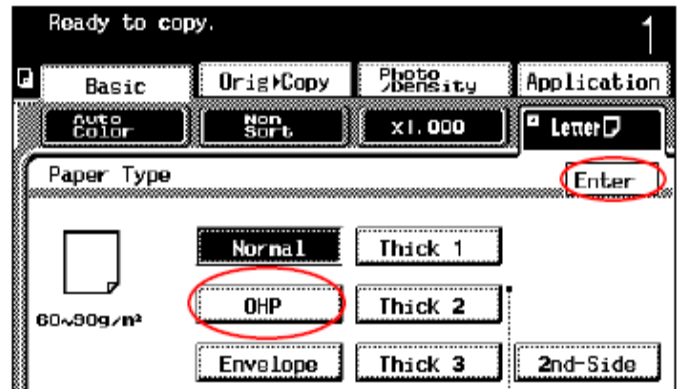 Ready to copy.
1
Basic
Orig▸Copy
Photo
/Density
Application
Auto
Color
Non
Sort
x1.000
Letter
Paper Type
Enter
Normal
Thick 1
60~90g/m²
OHP
Thick 2
Envelope
Thick 3
2nd-Side